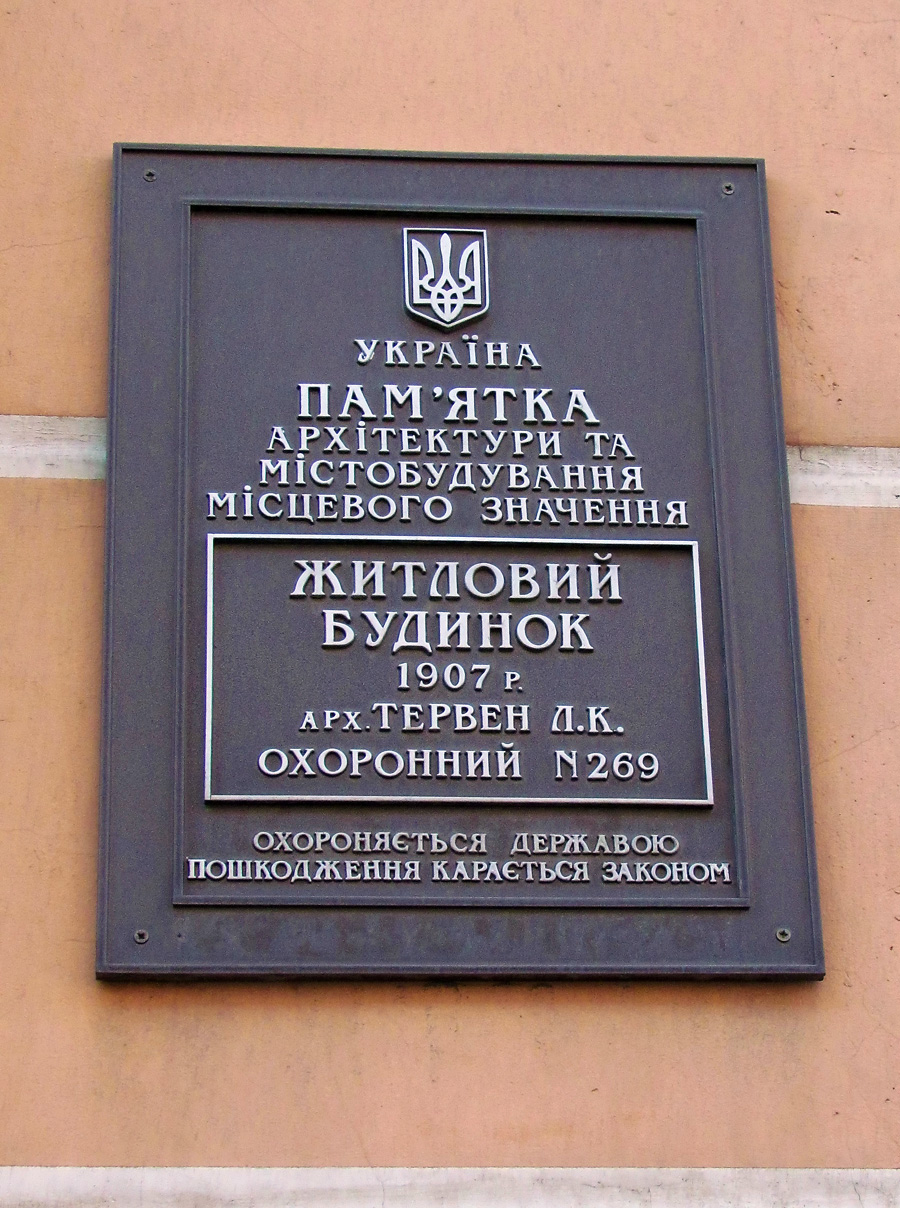 УКРАЇНА
ПАМ’ЯТКА
АРХІТЕКТУРИ ТА
МІСТОБУДУВАННЯ
МІСЦЕВОГО ЗНАЧЕННЯ
ЖИТЛОВИЙ
БУДИНОК
1907 р.
АРХ. ТЕРВЕН Л.К.
ОХОРОННИЙ N269
ОХОРОНЯЄТЬСЯ ДЕРЖАВОЮ
ПОШКОДЖЕННЯ КАРАЄТЬСЯ ЗАКОНОМ